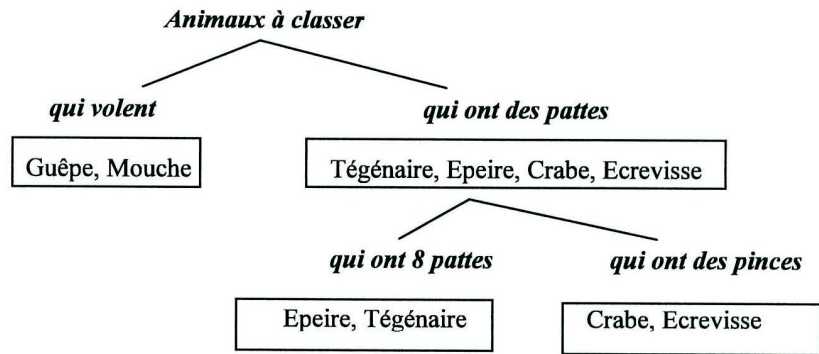 Animaux à classer
qui volent
qui ont des pattes
Guêpe, Mouche
Tégénaire, Epeire, Crabe, Ecrevisse
qui ont 8 pattes
qui ont des pinces
Epeire, Tégénaire
Crabe, Ecrevisse